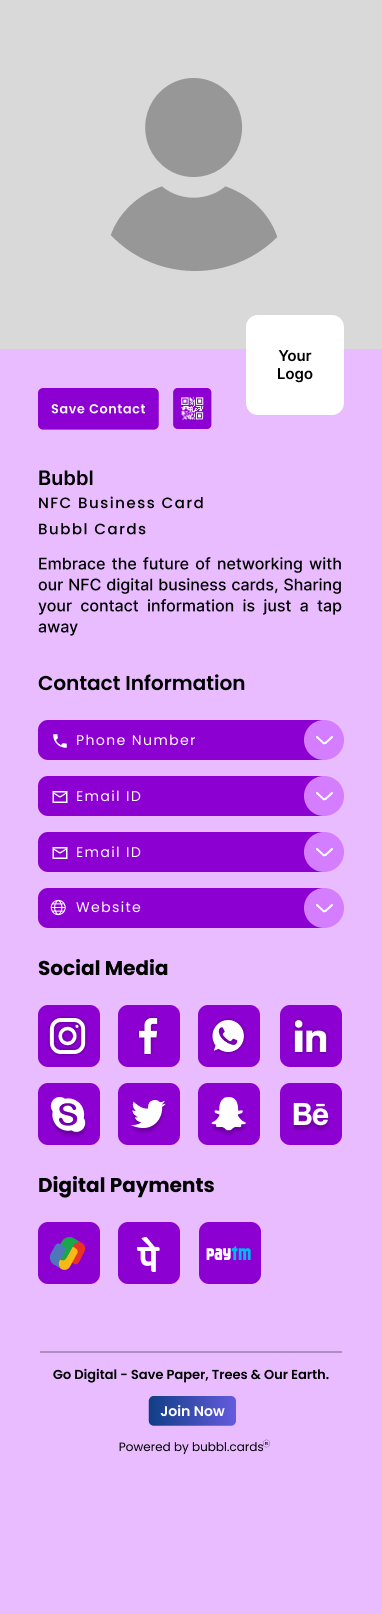 Your
Logo
Save Contact
Bubbl
NFC Business Card
Bubbl Cards
Embrace the future of networking with
our NFC digital business cards, Sharing
your contact information is just a tap
away
Contact Information
Phone Number
Email ID
Email ID
Website
Social Media
in
S
Bē
Digital Payments
पे
paytm
Go Digital - Save Paper, Trees & Our Earth.
Join Now
Powered by bubbl.cards®